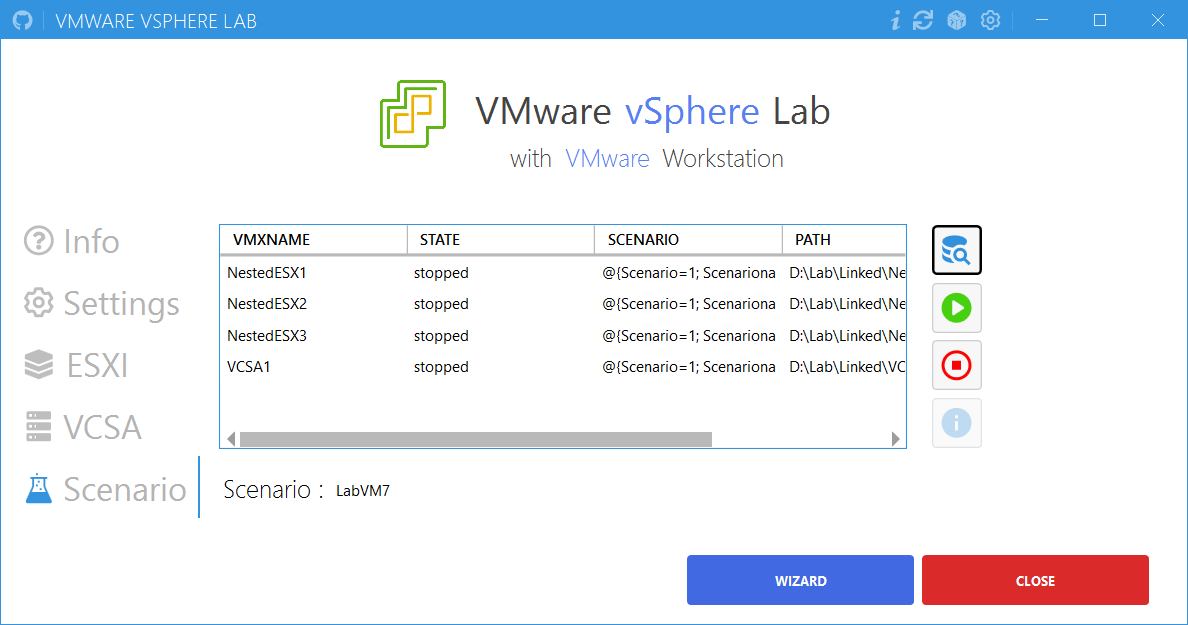 VMWARE VSPHERE LAB
VMware vSphere Lab
with VMware Workstation
Info
Settings
ESXI
VCSA
Scenario
VMXNAME STATE SCENARIO PATH
NestedESX1 stopped @{Scenario=1; Scenariona D:\Lab\Linked\Ne
NestedESX2 stopped @{Scenario=1; Scenariona D:\Lab\Linked\Ne
NestedESX3 stopped @{Scenario=1; Scenariona D:\Lab\Linked\Ne
VCSA1 stopped @{Scenario=1; Scenariona D:\Lab\Linked\VC
Scenario : LabVM7
WIZARD CLOSE